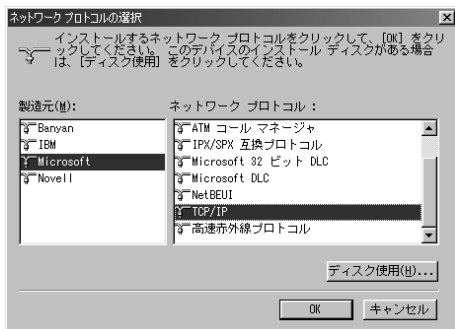 ネットワーク プロトコルの選択
インストールするネットワーク プロトコルをクリックして、[OK] をクリ
ックしてください。 このデバイスのインストール ディスクがある場合
は、[ディスク使用] をクリックしてください。
製造元(M):
Banyan
IBM
Microsoft
Novell
ネットワーク プロトコル :
ATM コール マネージャ
IPX/SPX 互換プロトコル
Microsoft 32 ビット DLC
Microsoft DLC
NetBEUI
TCP/IP
高速赤外線プロトコル
ディスク使用(H)...
OK
キャンセル